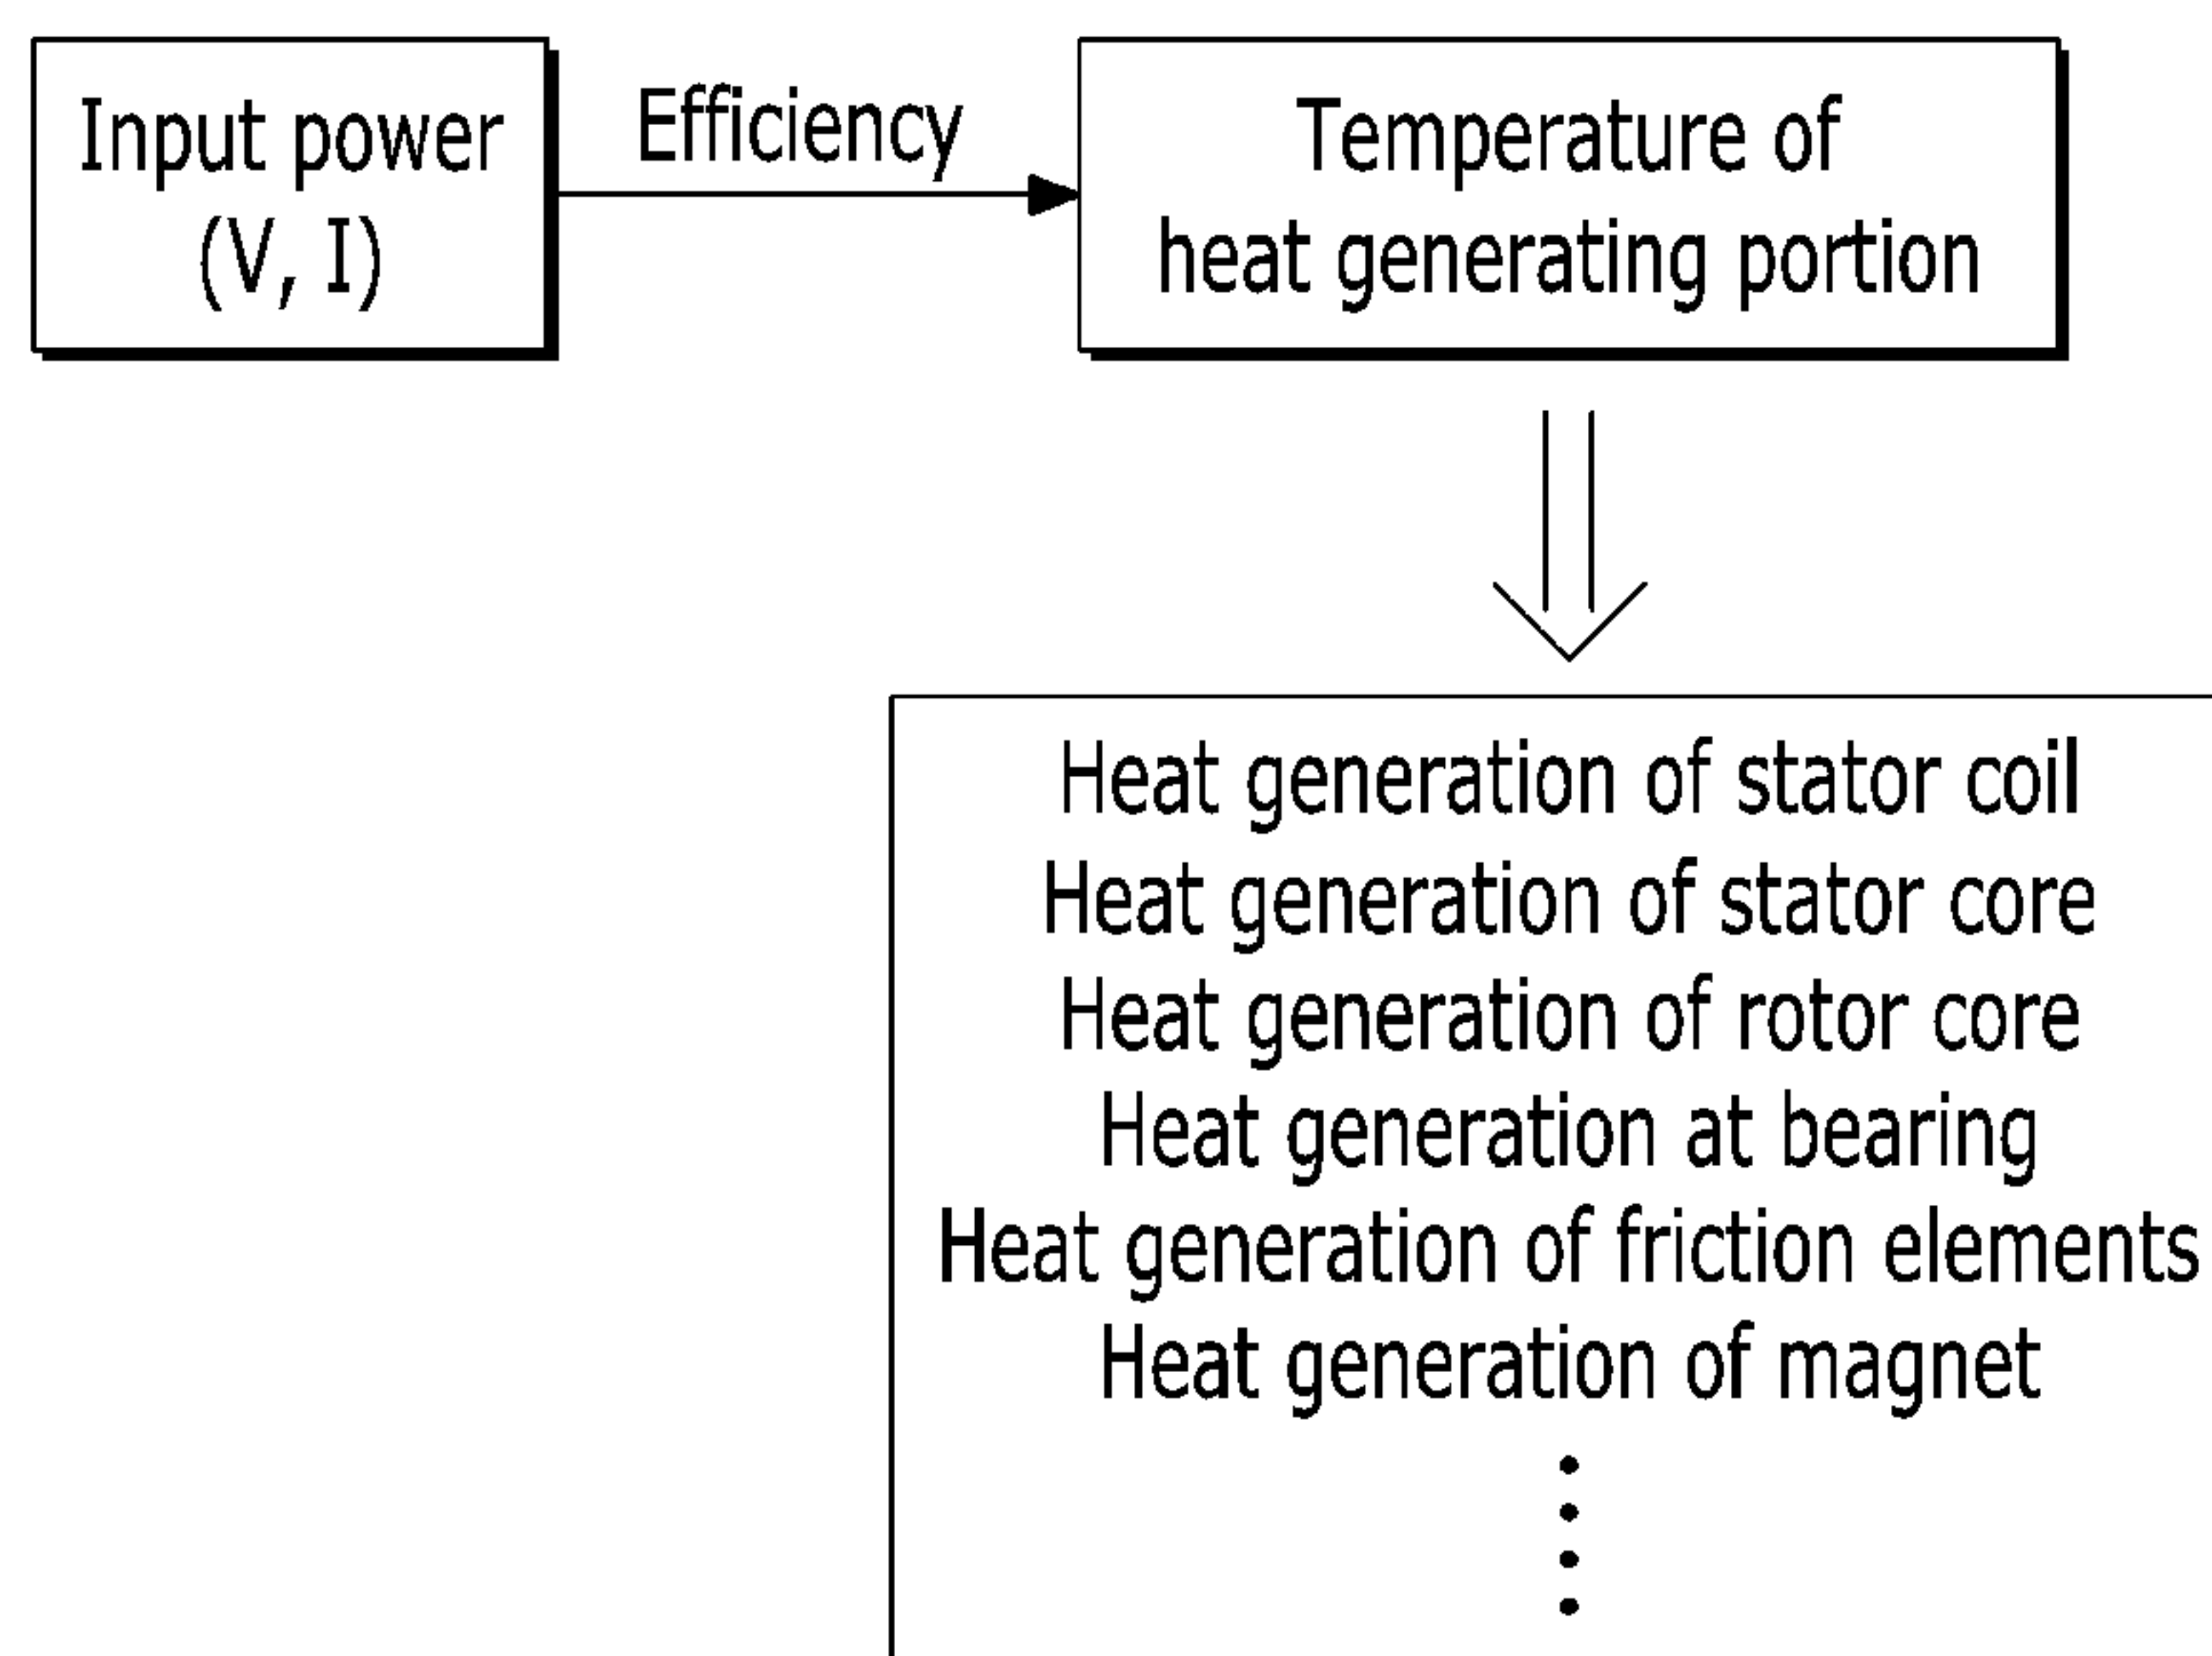 Input power
(V, I)
Efficiency
Temperature of
heat generating portion
Heat generation of stator coil
Heat generation of stator core
Heat generation of rotor core
Heat generation at bearing
Heat generation of friction elements
Heat generation of magnet